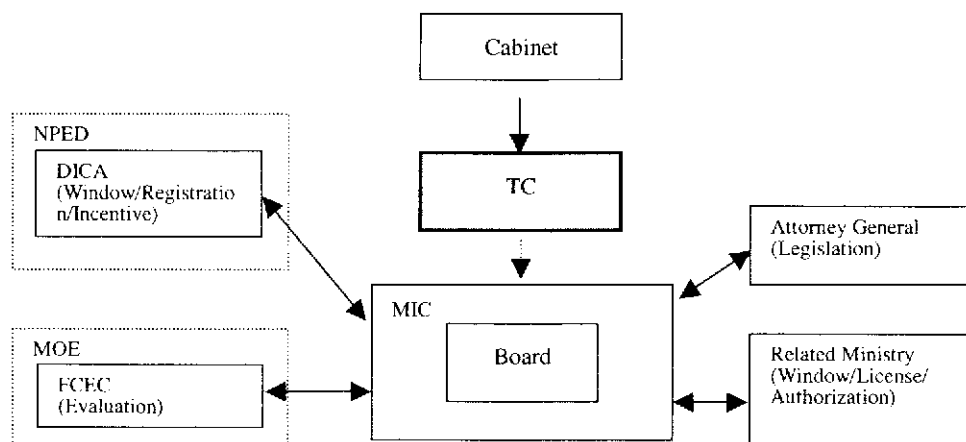 Cabinet
NPED
DICA
(Window/Registratio
n/Incentive)
TC
Attorney General
(Legislation)
MIC
Board
MOE
FCEC
(Evaluation)
Related Ministry
(Window/License/
Authorization)